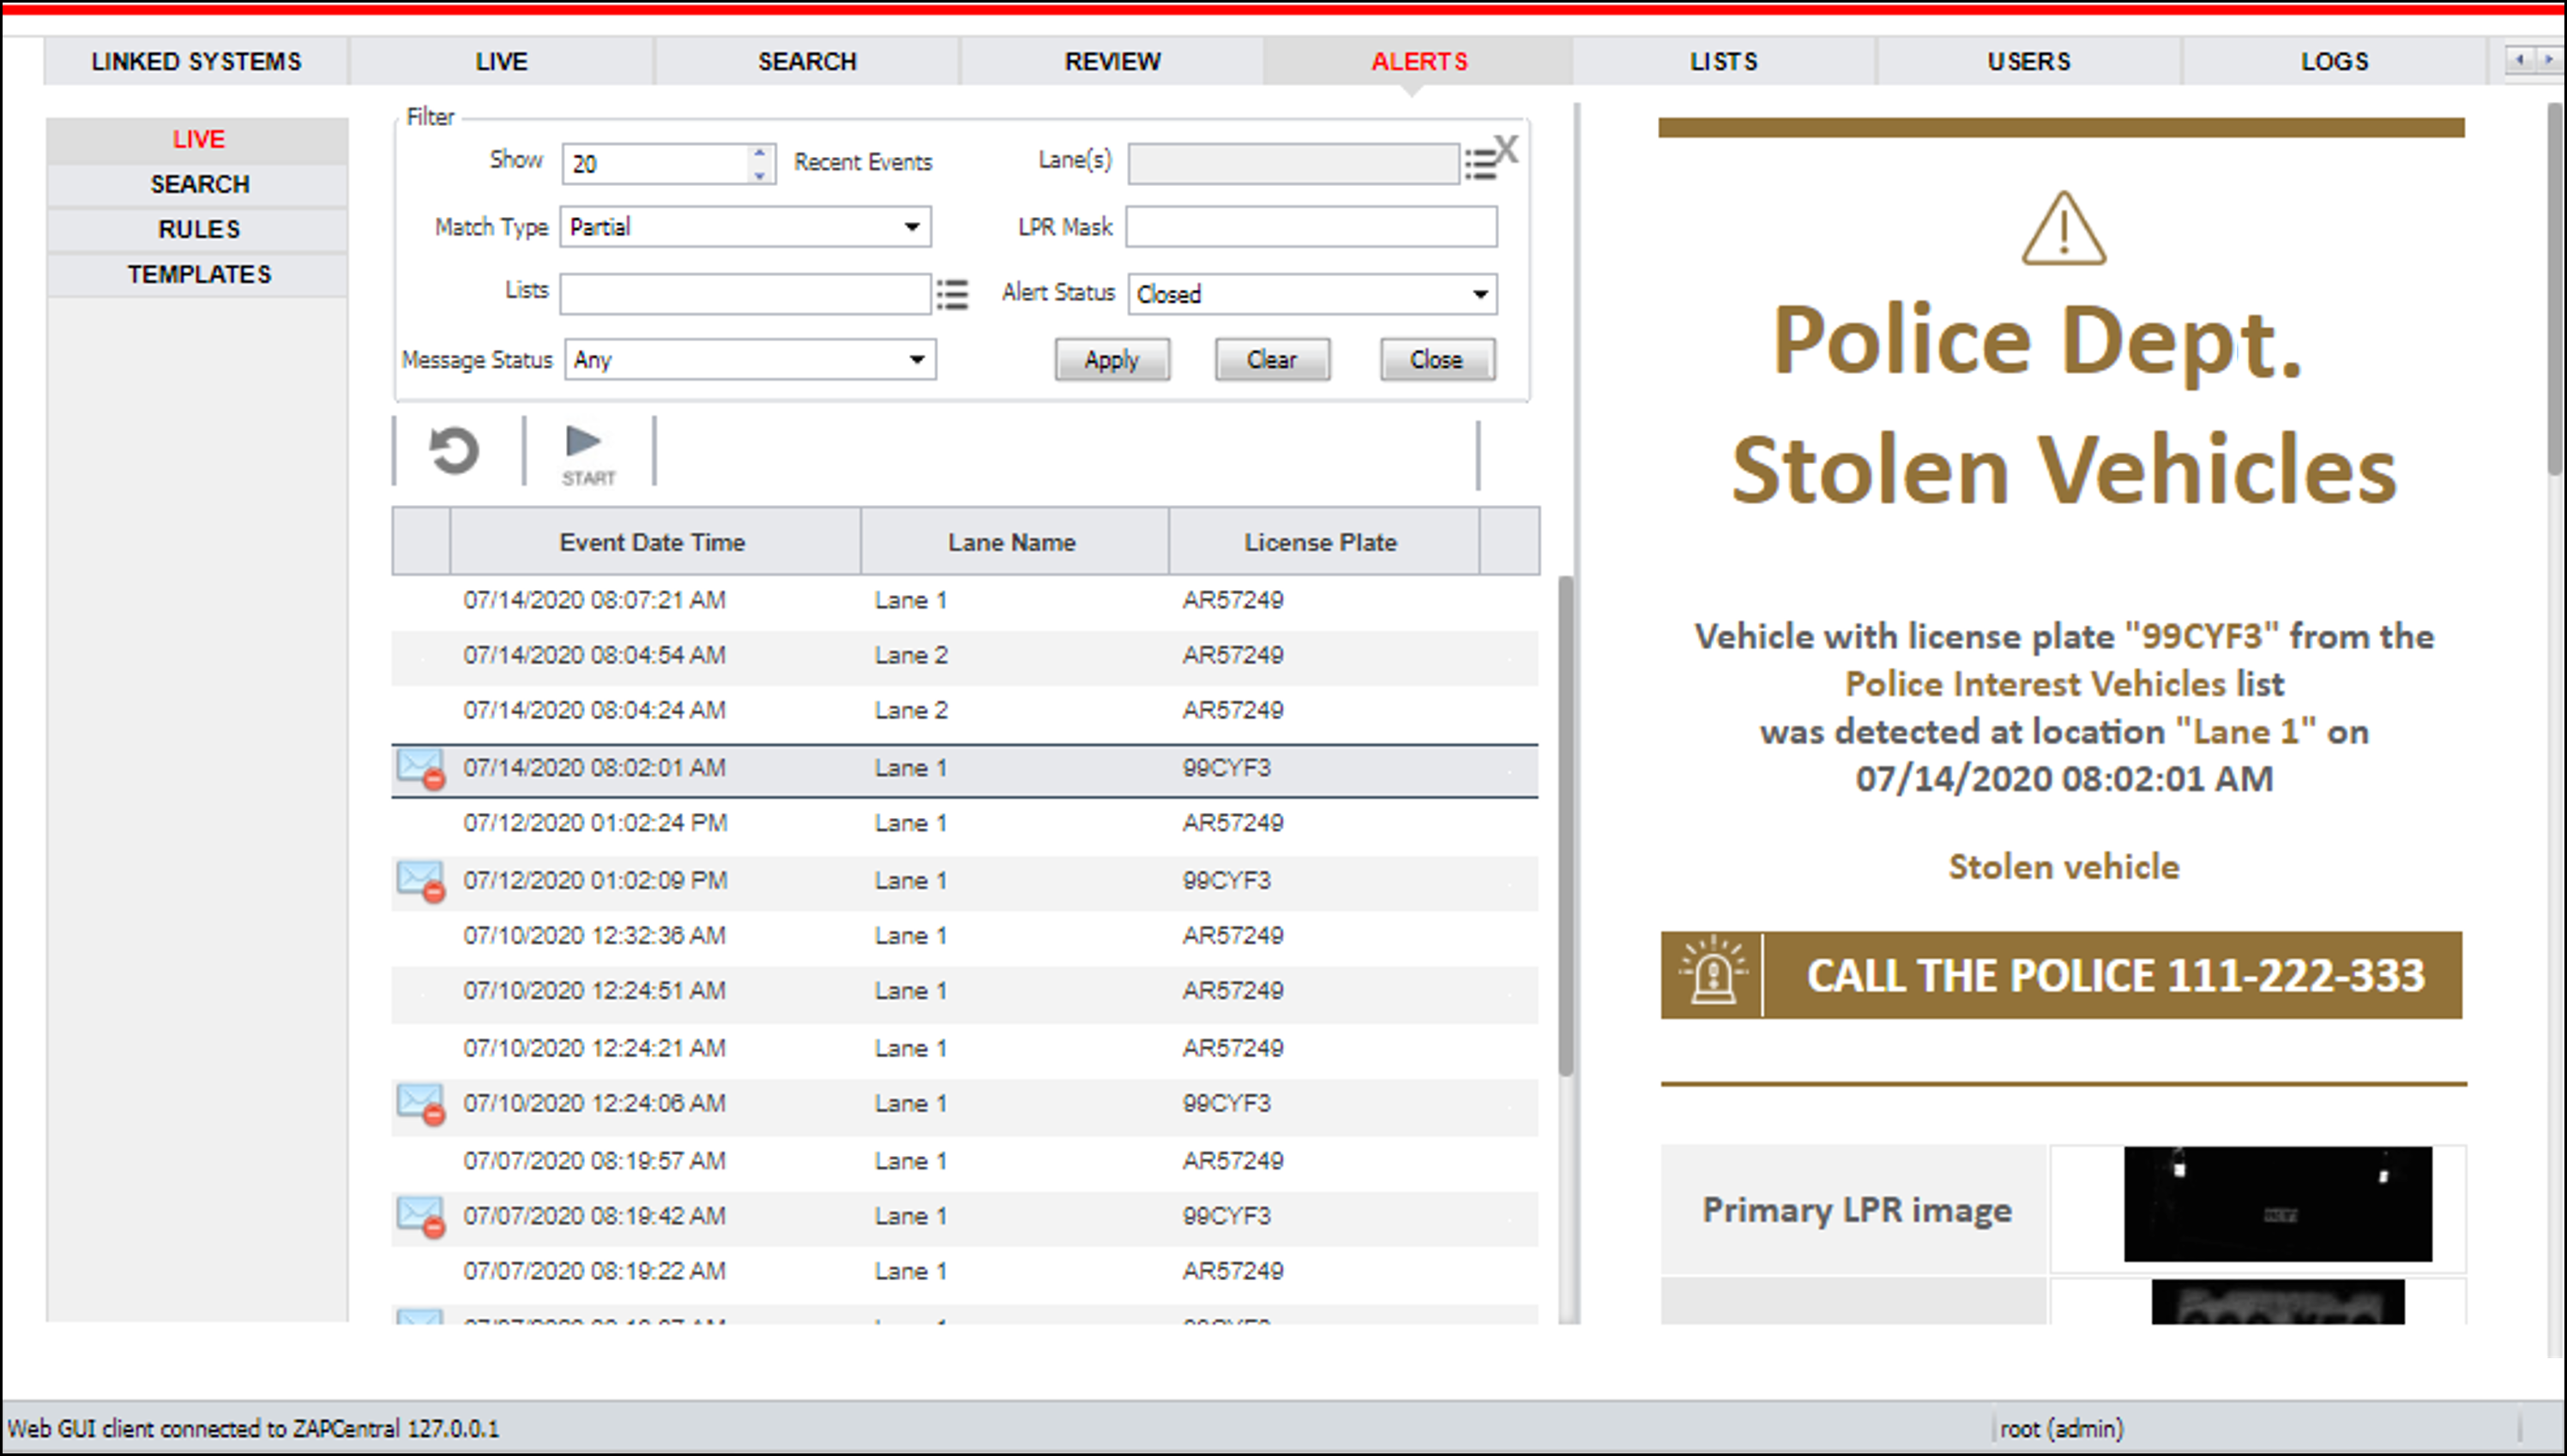 LINKED SYSTEMS LIVE SEARCH REVIEW ALERTS LISTS USERS LOGS
LIVE
SEARCH
RULES
TEMPLATES
Filter
Show 20 Recent Events Lane(s) X
Match Type Partial LPR Mask
Lists Alert Status Closed
Message Status Any Apply Clear Close
START
Event Date Time Lane Name License Plate
07/14/2020 08:07:21 AM Lane 1 AR57249
07/14/2020 08:04:54 AM Lane 2 AR57249
07/14/2020 08:04:24 AM Lane 2 AR57249
07/14/2020 08:02:01 AM Lane 1 99CYF3
07/12/2020 01:02:24 PM Lane 1 AR57249
07/12/2020 01:02:09 PM Lane 1 99CYF3
07/10/2020 12:32:36 AM Lane 1 AR57249
07/10/2020 12:24:51 AM Lane 1 AR57249
07/10/2020 12:24:21 AM Lane 1 AR57249
07/10/2020 12:24:06 AM Lane 1 99CYF3
07/07/2020 08:19:57 AM Lane 1 AR57249
07/07/2020 08:19:42 AM Lane 1 99CYF3
07/07/2020 08:19:22 AM Lane 1 AR57249
Police Dept.
Stolen Vehicles
Vehicle with license plate "99CYF3" from the
Police Interest Vehicles list
was detected at location "Lane 1" on
07/14/2020 08:02:01 AM
Stolen vehicle
CALL THE POLICE 111-222-333
Primary LPR image
Web GUI client connected to ZAPCentral 127.0.0.1
root (admin)